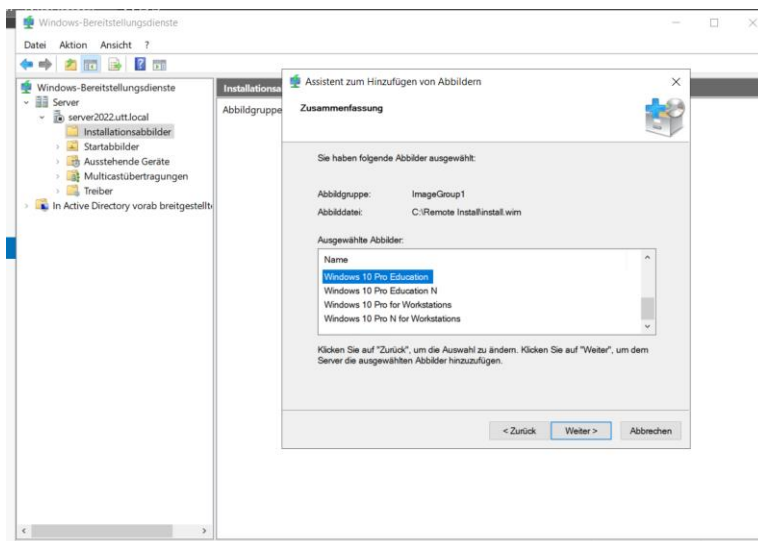 Windows-Bereitstellungsdienste
Datei Aktion Ansicht ?
Windows-Bereitstellungsdienste
Server
server2022.utt.local
Installationsabbilder
Startabbilder
Ausstehende Geräte
Multicastübertragungen
Treiber
In Active Directory vorab breitgestellt
Installationsa
Abbildgruppe
Assistent zum Hinzufügen von Abbildern
Zusammenfassung
Sie haben folgende Abbilder ausgewählt:
Abbildgruppe: ImageGroup1
Abbilddatei: C:\Remote Install\install.wim
Ausgewählte Abbilder:
Name
Windows 10 Pro Education
Windows 10 Pro Education N
Windows 10 Pro for Workstations
Windows 10 Pro N for Workstations
Klicken Sie auf "Zurück", um die Auswahl zu ändern. Klicken Sie auf "Weiter", um dem
Server die ausgewählten Abbilder hinzuzufügen.
< Zurück Weiter > Abbrechen